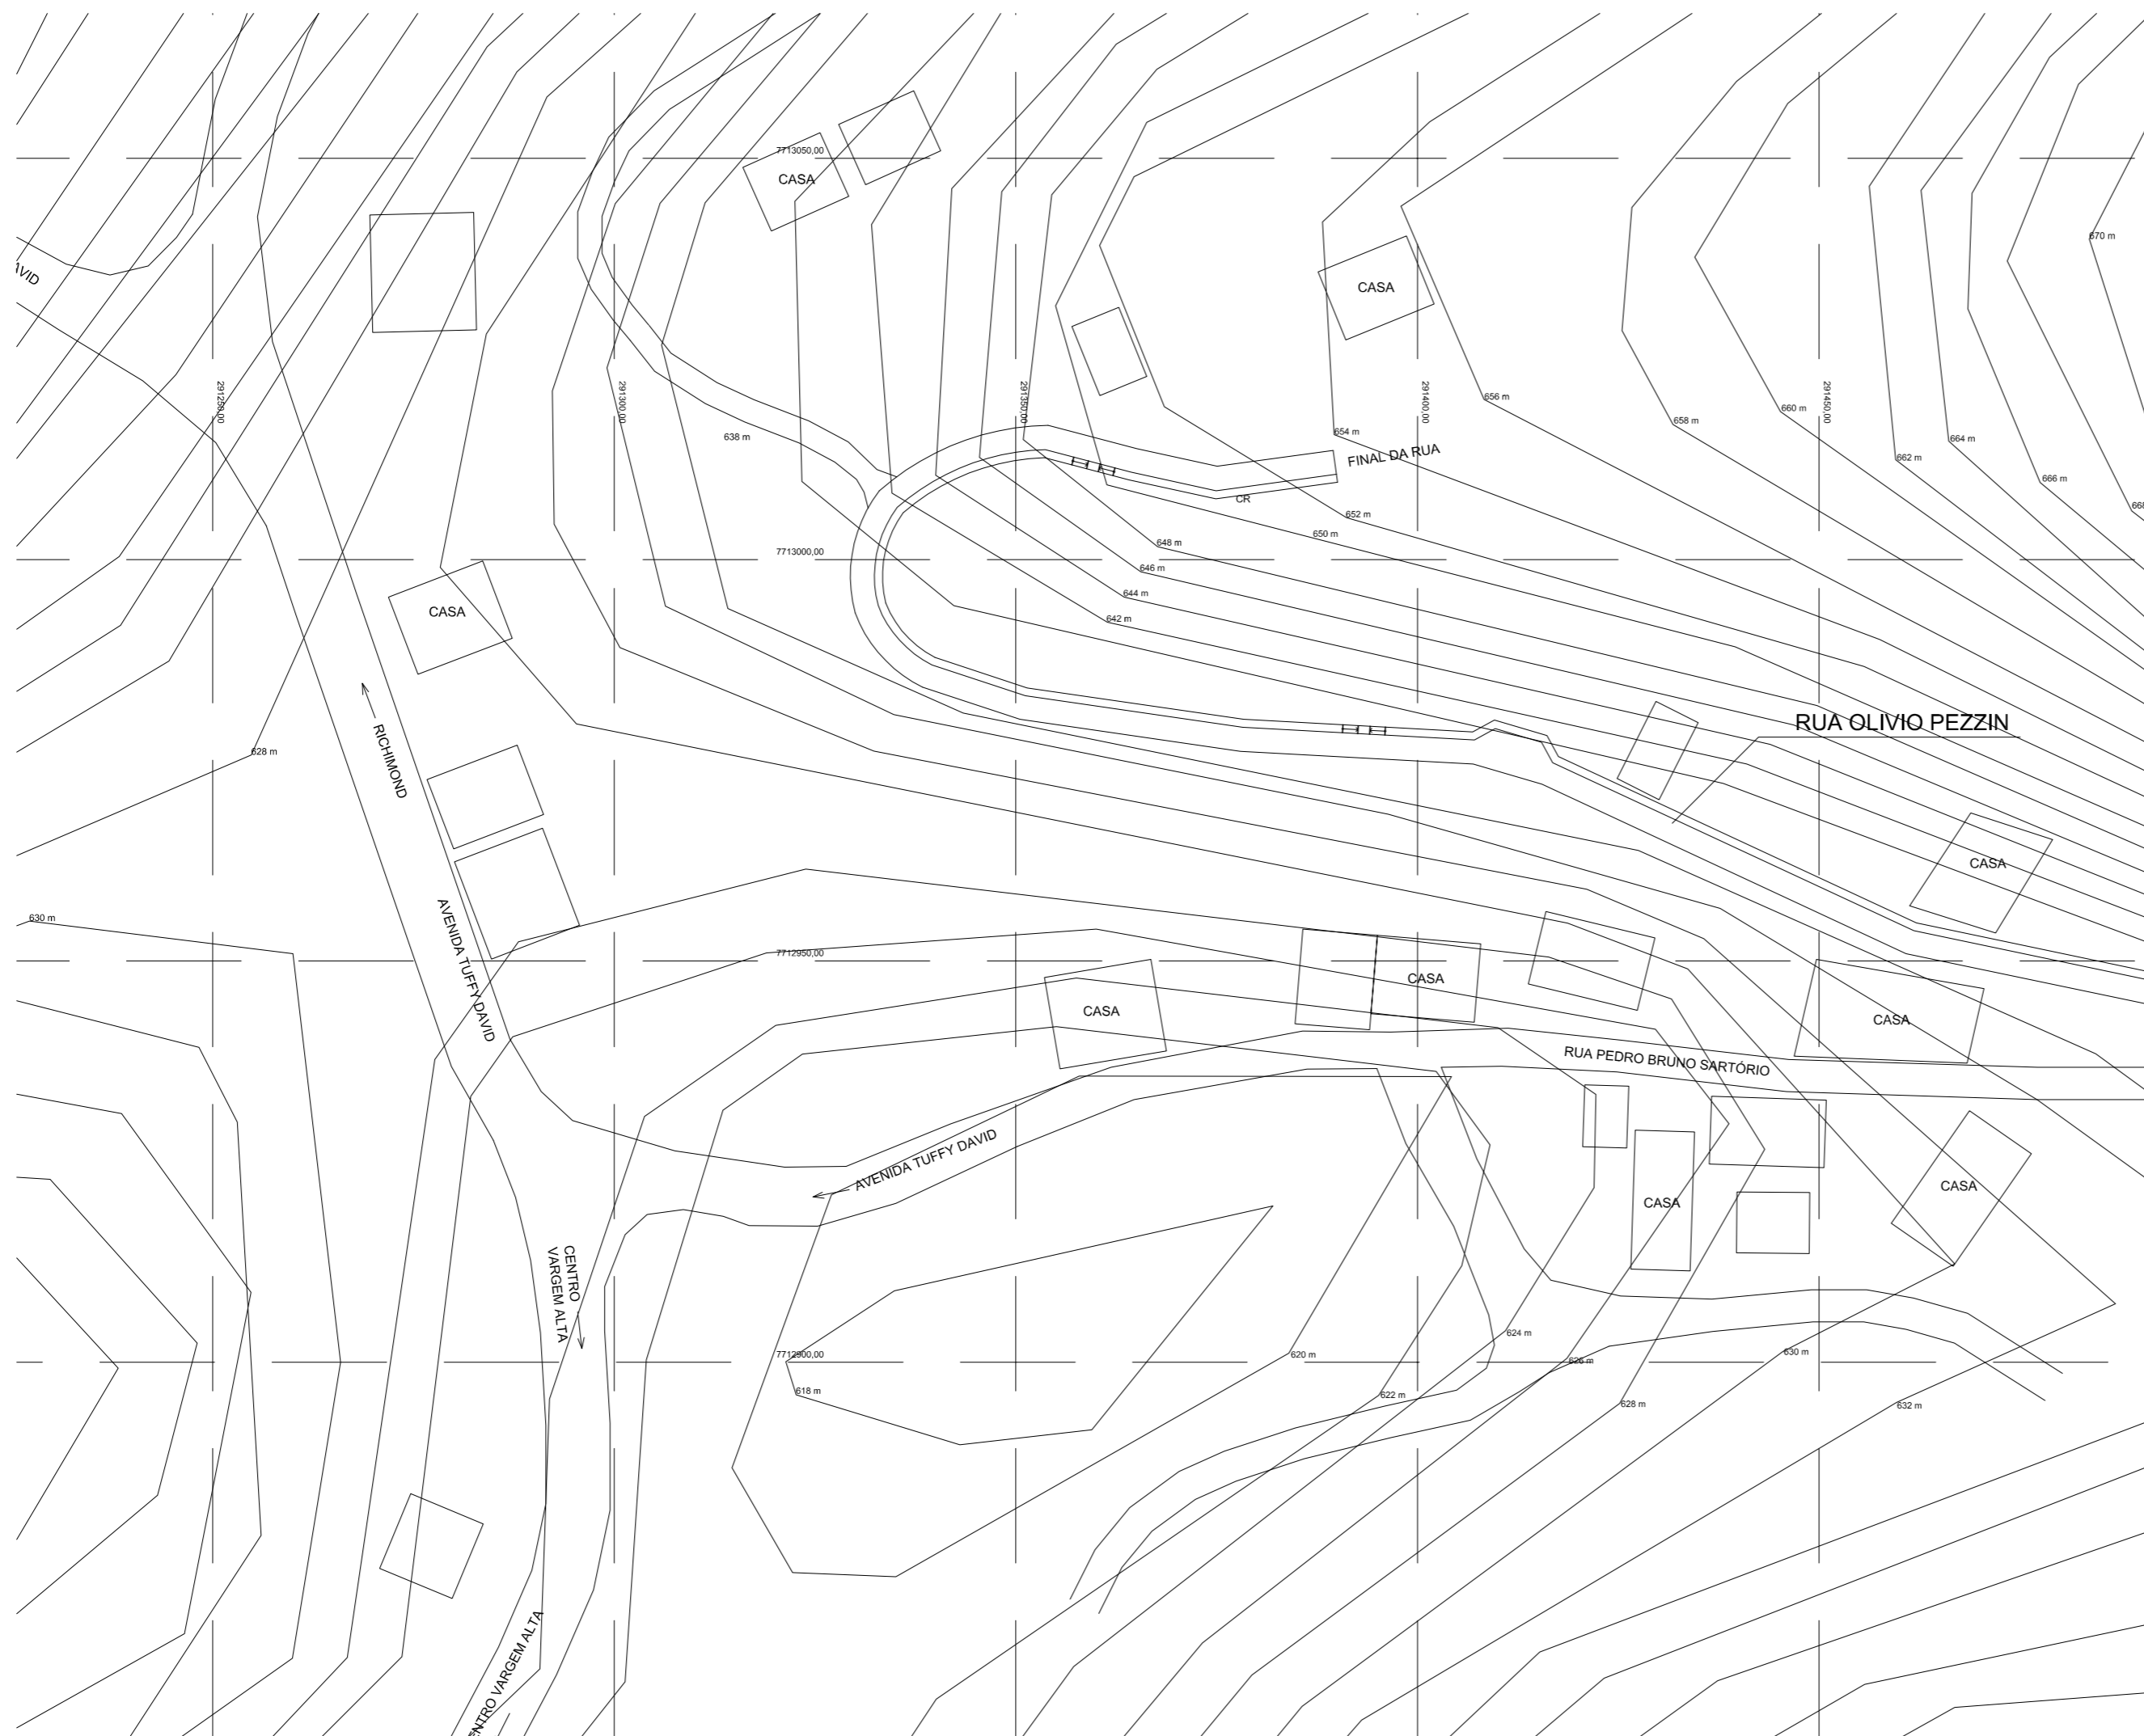 7713050,00
CASA
670 m
AVID
CASA
291250,00
291300,00
291350,00
291400,00
291450,00
656 m
660 m
658 m
654 m
638 m
664 m
FINAL DA RUA
662 m
666 m
CR
668
652 m
650 m
648 m
7713000,00
646 m
644 m
CASA
642 m
RUA OLIVIO PEZZIN
628 m
RICHIMOND
CASA
630 m
AVENIDA TUFFY DAVID
7712950,00
CASA
CASA
CASA
RUA PEDRO BRUNO SARTÓRIO
AVENIDA TUFFY DAVID
CASA
CASA
CENTRO
VARGEM ALTA
624 m
7712900,00
620 m
626 m
630 m
618 m
622 m
628 m
632 m
ENTRO VARGEM ALTA